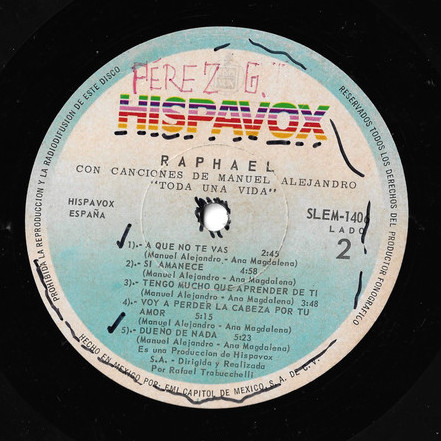 PEREZ G.
HISPAVOX
RAPHAEL
CON CANCIONES DE MANUEL ALEJANDRO
"TODA UNA VIDA"
HISPAVOX
ESPAÑA
SLEM-140
LADO
2
1).- A QUE NO TE VAS 2:45
(Manuel Alejandro - Ana Magdalena)
2).- SI AMANECE 4:58
(Manuel Alejandro - Ana Magdalena)
3).- TENGO MUCHO QUE APRENDER DE TI
(Manuel Alejandro - Ana Magdalena) 3:48
4).- VOY A PERDER LA CABEZA POR TU
AMOR 5:15
(Manuel Alejandro - Ana Magdalena)
5).- DUEÑO DE NADA 5:23
(Manuel Alejandro - Ana Magdalena)
Es una Produccion de Hispavox
S.A. - Dirigida y Realizada
Por Rafael Trabucchelli
PROHIBIDA LA REPRODUCCION Y LA RADIODIFUSION DE ESTE DISCO
RESERVADOS TODOS LOS DERECHOS DEL PRODUCTOR FONOGRAFICO
HECHO EN MEXICO POR: EMI CAPITOL DE MEXICO, S. A. DE C. V.